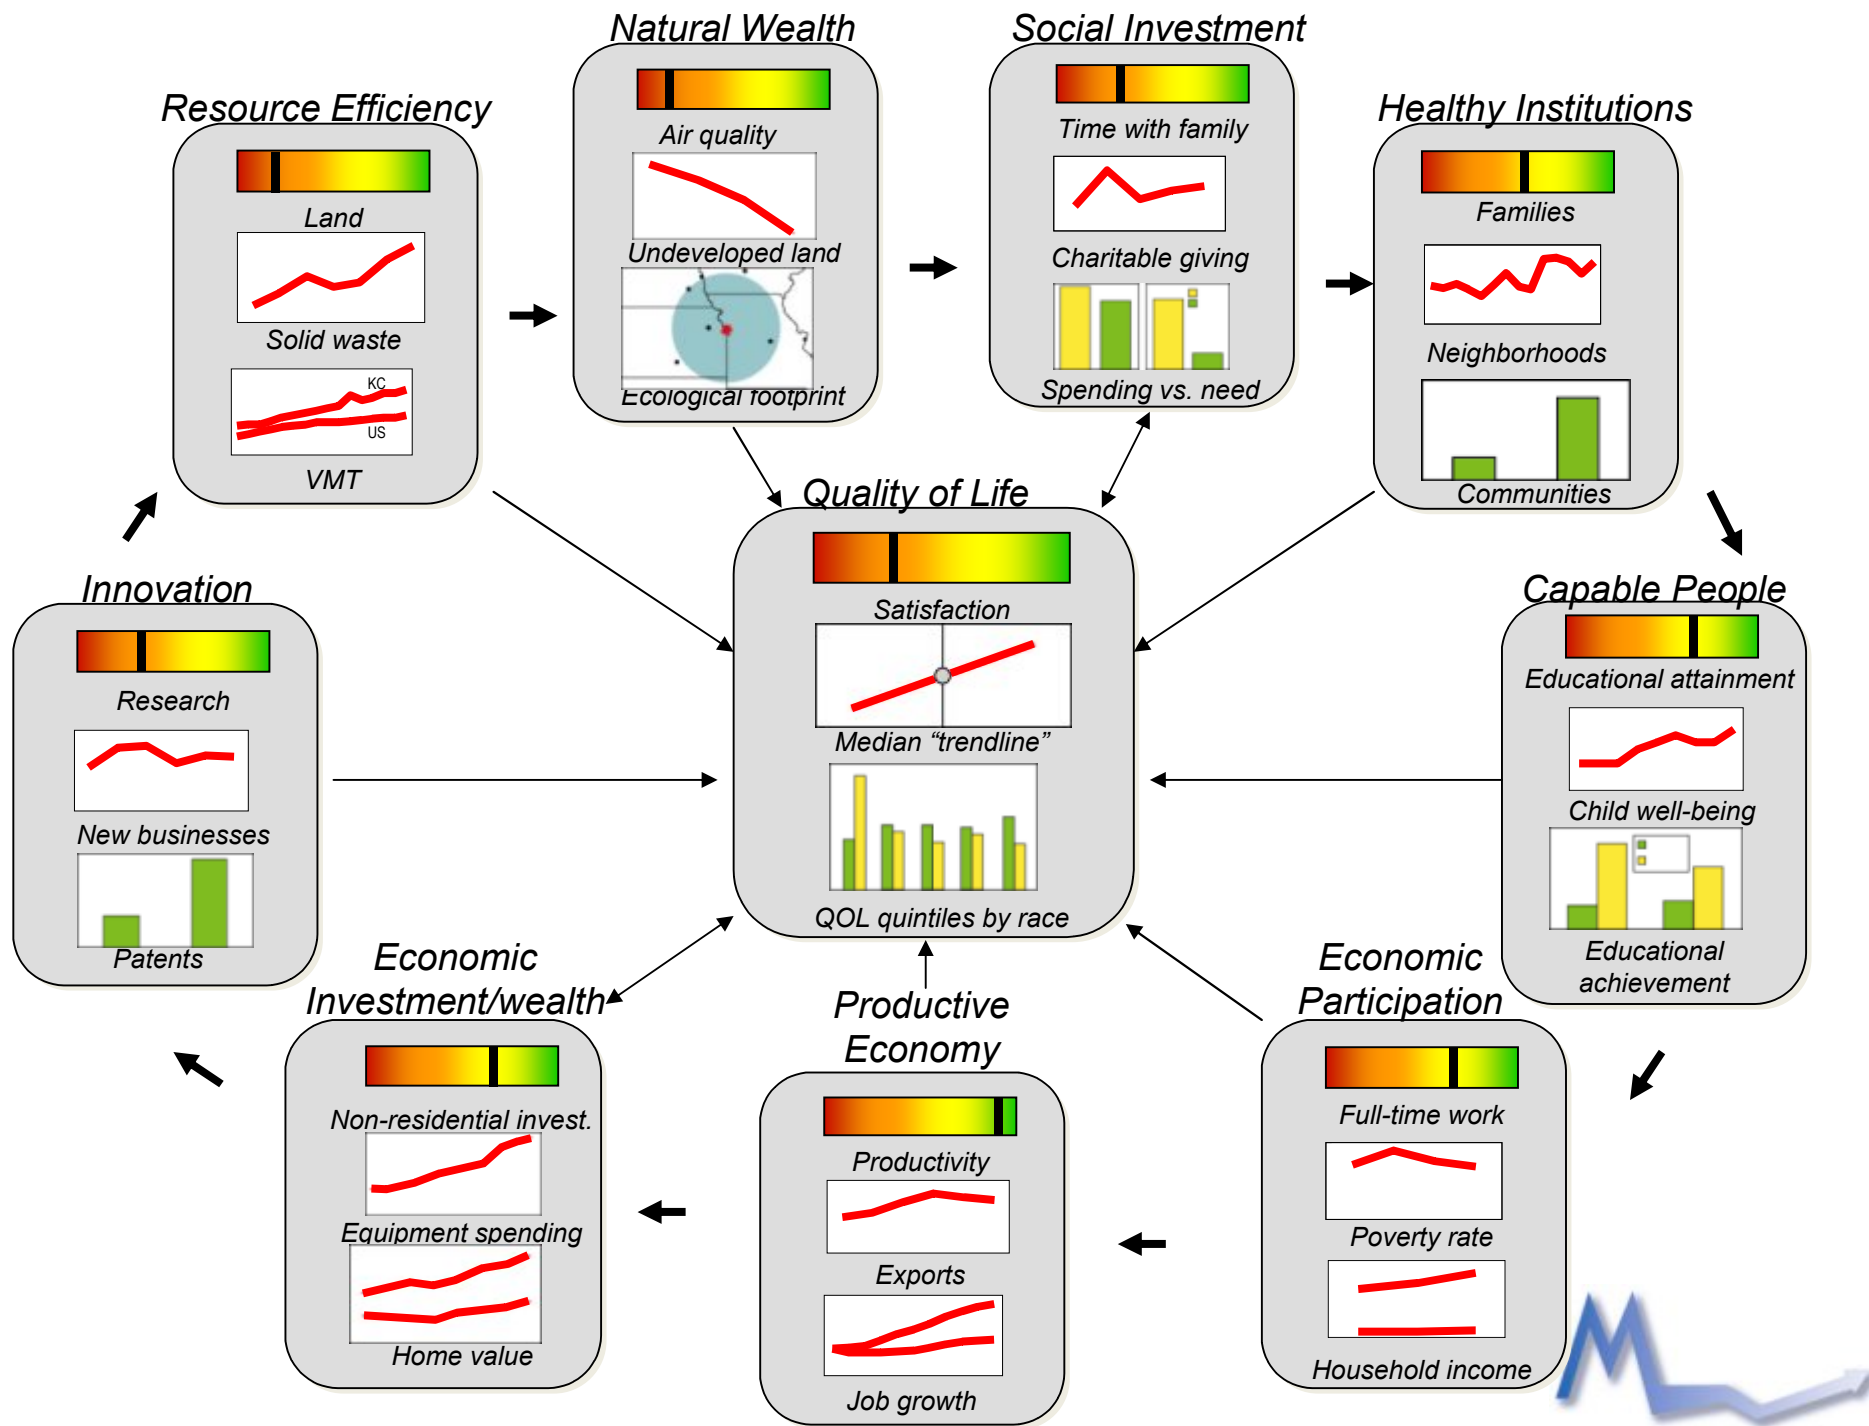 Natural Wealth
Air quality
Undeveloped land
Ecological footprint
Social Investment
Time with family
Charitable giving
Spending vs. need
Resource Efficiency
Land
Solid waste
KC
US
VMT
Healthy Institutions
Families
Neighborhoods
Communities
Quality of Life
Satisfaction
Median “trendline”
QOL quintiles by race
Innovation
Research
New businesses
Patents
Capable People
Educational attainment
Child well-being
Educational
achievement
Economic
Investment/wealth
Non-residential invest.
Equipment spending
Home value
Productive
Economy
Productivity
Exports
Job growth
Economic
Participation
Full-time work
Poverty rate
Household income